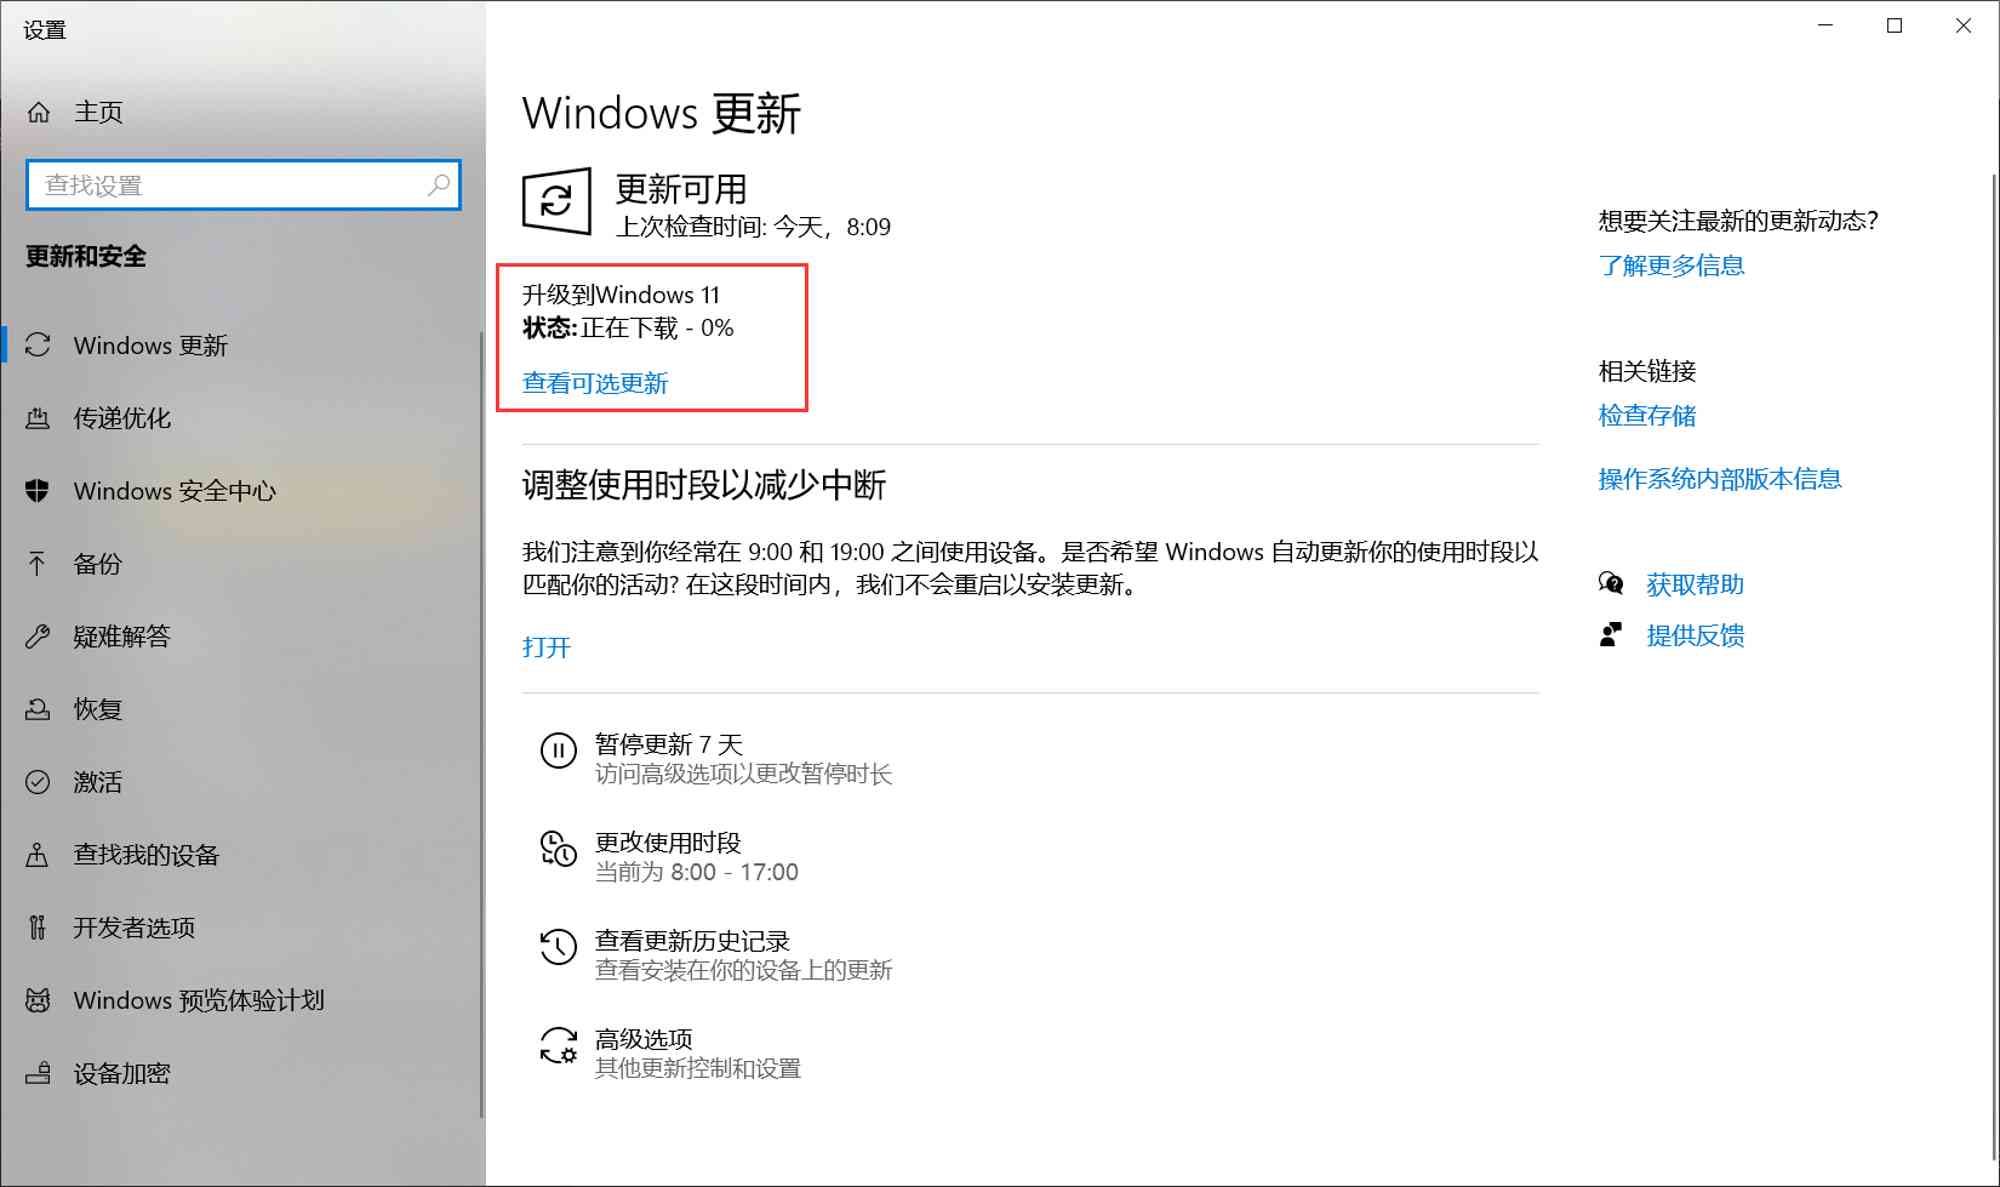 设置
主页
查找设置
更新和安全
Windows 更新
传递优化
Windows 安全中心
备份
疑难解答
恢复
激活
查找我的设备
开发者选项
Windows 预览体验计划
设备加密
Windows 更新
更新可用
上次检查时间: 今天，8:09
升级到Windows 11
状态:正在下载 - 0%
查看可选更新
调整使用时段以减少中断
我们注意到你经常在 9:00 和 19:00 之间使用设备。是否希望 Windows 自动更新你的使用时段以
匹配你的活动? 在这段时间内，我们不会重启以安装更新。
打开
暂停更新 7 天
访问高级选项以更改暂停时长
更改使用时段
当前为 8:00 - 17:00
查看更新历史记录
查看安装在你的设备上的更新
高级选项
其他更新控制和设置
想要关注最新的更新动态?
了解更多信息
相关链接
检查存储
操作系统内部版本信息
获取帮助
提供反馈